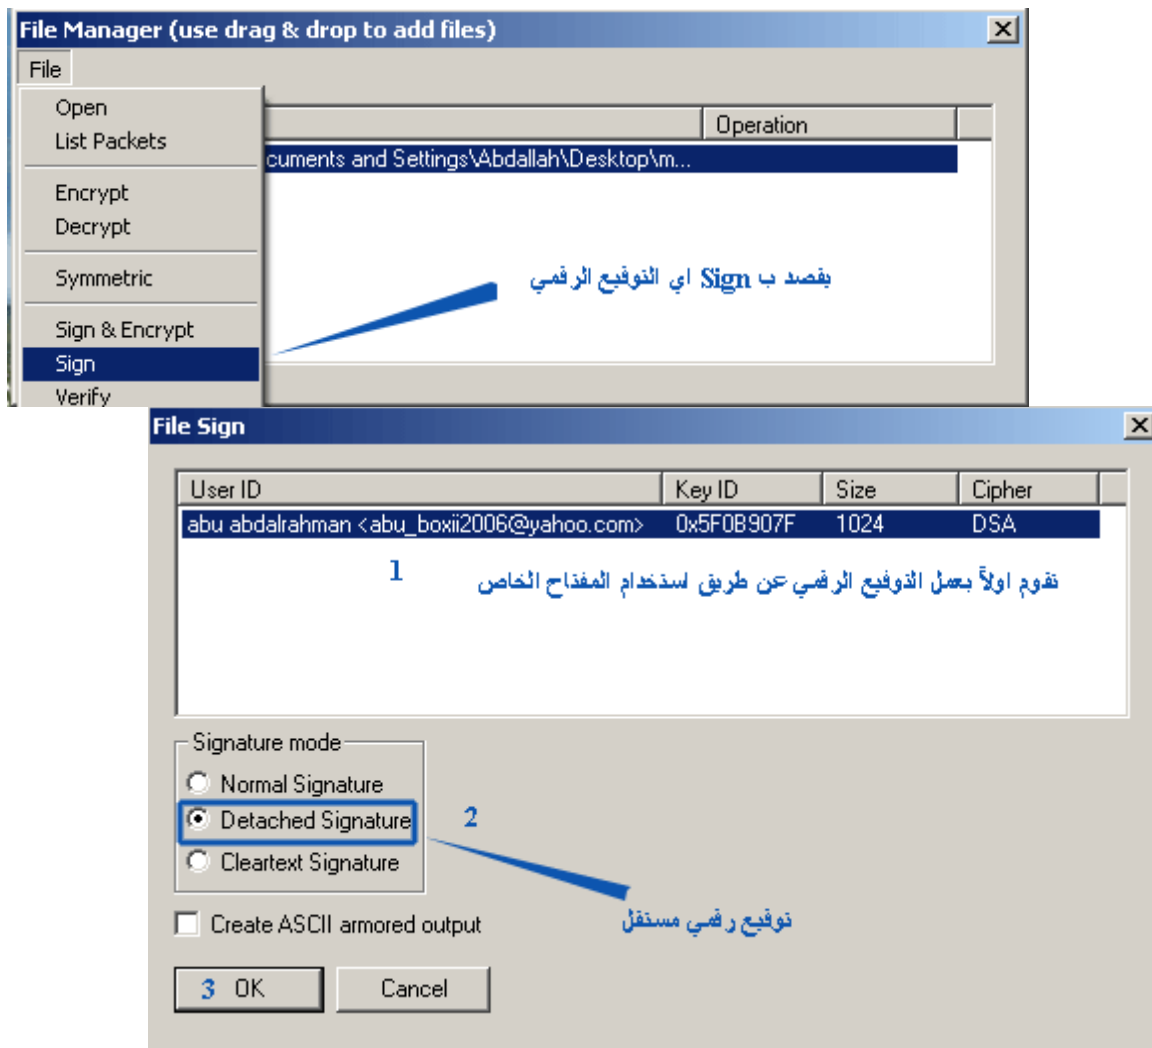 File Manager (use drag & drop to add files)
File
Open
List Packets
Operation
cuments and Settings\Abdallah\Desktop\m...
Encrypt
Decrypt
Symmetric
يقصد ب Sign اي التوقيع الرقمي
Sign & Encrypt
Sign
Verify
File Sign
User ID Key ID Size Cipher
abu abdalrahman <abu_boxii2006@yahoo.com> 0x5F0B907F 1024 DSA
1 نقوم اولاً بعمل التوقيع الرقمي عن طريق استخدام المفتاح الخاص
Signature mode
Normal Signature
Detached Signature 2
Cleartext Signature
توقيع رقمي مستقل
Create ASCII armored output
3 OK Cancel